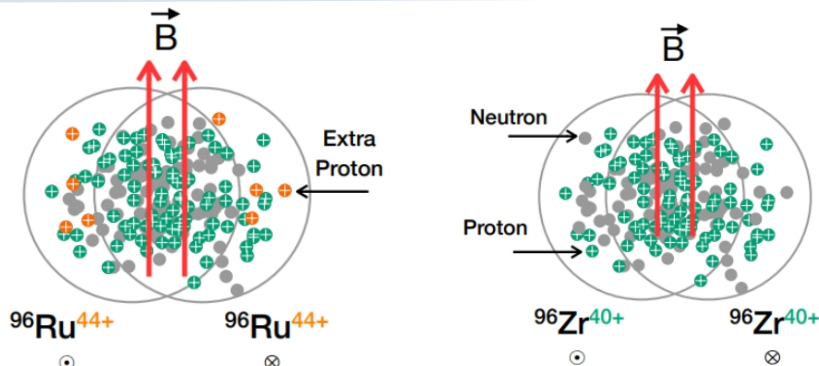 B
Extra
Proton
96Ru44+
96Ru44+
B
Neutron
Proton
96Zr40+
96Zr40+